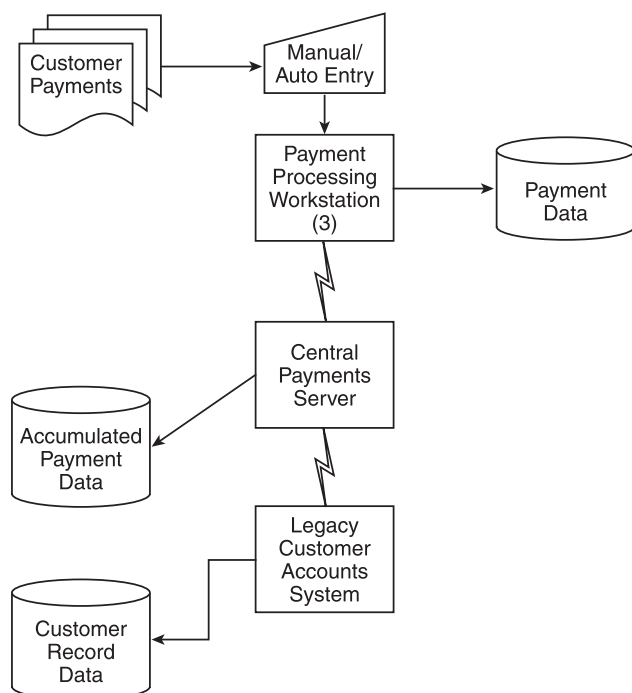 Customer
Payments
Manual/
Auto Entry
Payment
Processing
Workstation
(3)
Payment
Data
Central
Payments
Server
Accumulated
Payment
Data
Legacy
Customer
Accounts
System
Customer
Record
Data